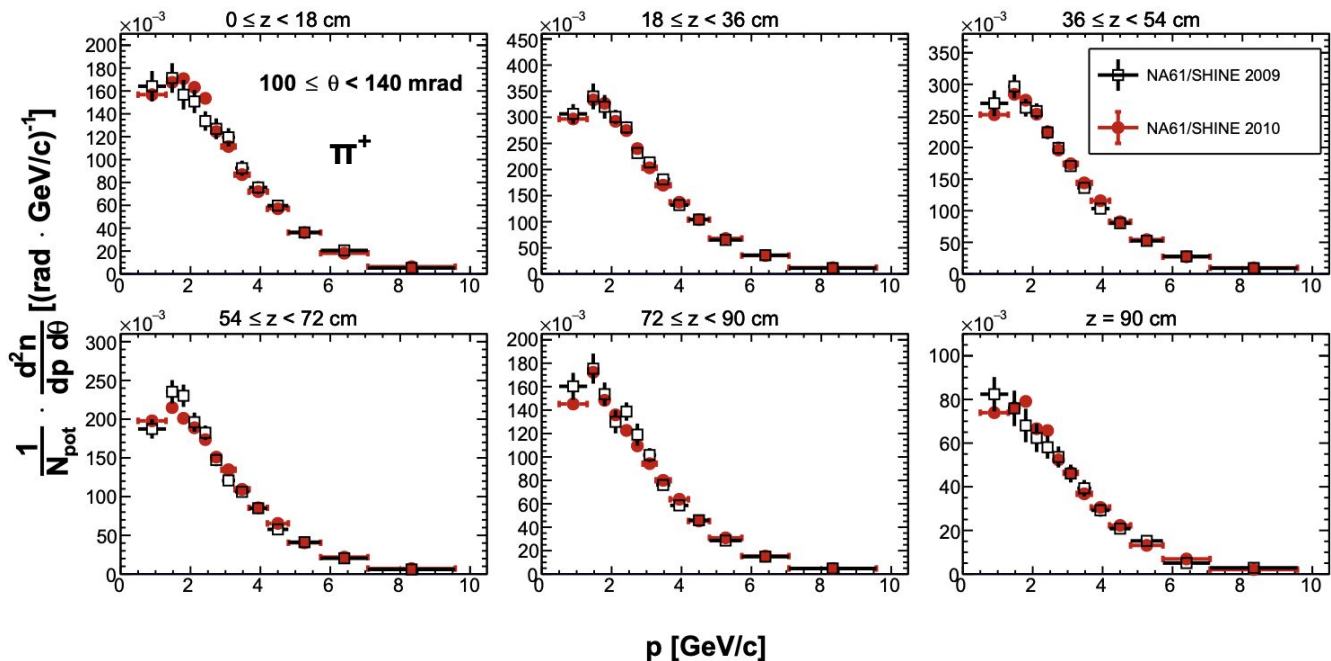 1/N_pot · d²n/dp dθ [(rad · GeV/c)⁻¹]
×10⁻³ 0 ≤ z < 18 cm
200
180
160
140
120
100
80
60
40
20
0
0 2 4 6 8 10
100 ≤ θ < 140 mrad
π⁺
×10⁻³ 18 ≤ z < 36 cm
450
400
350
300
250
200
150
100
50
0
0 2 4 6 8 10
×10⁻³ 36 ≤ z < 54 cm
350
300
250
200
150
100
50
0
0 2 4 6 8 10
NA61/SHINE 2009
NA61/SHINE 2010
×10⁻³ 54 ≤ z < 72 cm
300
250
200
150
100
50
0
0 2 4 6 8 10
×10⁻³ 72 ≤ z < 90 cm
200
180
160
140
120
100
80
60
40
20
0
0 2 4 6 8 10
×10⁻³ z = 90 cm
100
80
60
40
20
0
0 2 4 6 8 10
p [GeV/c]